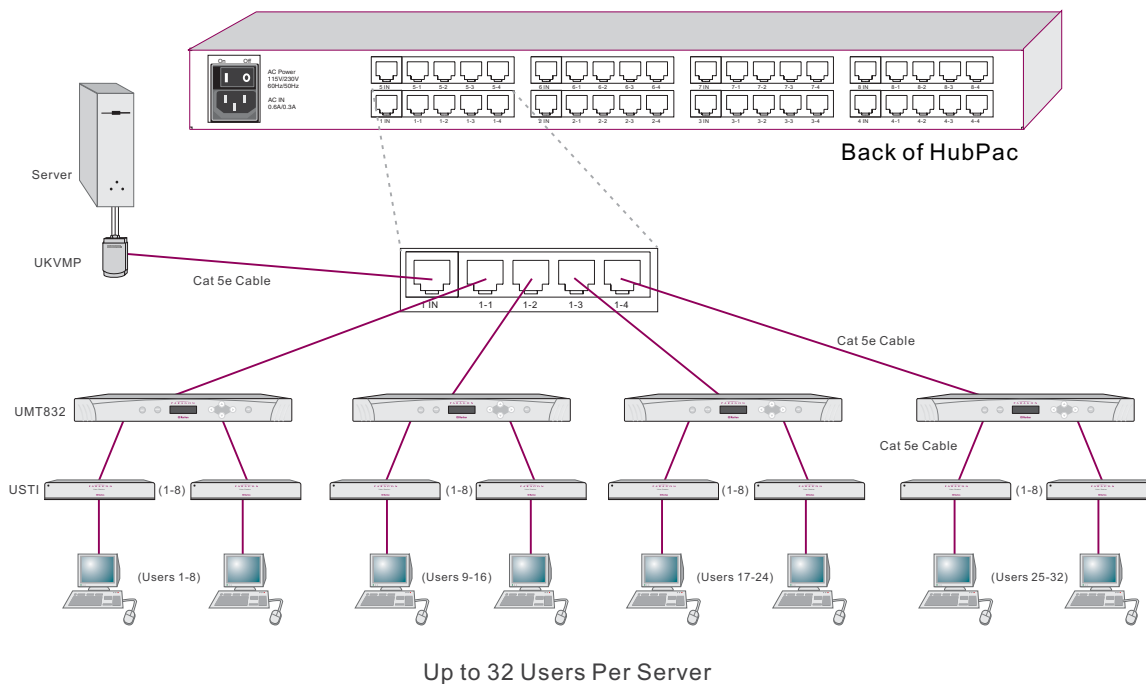 On Off
AC Power
115V/230V
60Hz/50Hz
AC IN
0.6A/0.3A
5 IN 5-1 5-2 5-3 5-4
6 IN 6-1 6-2 6-3 6-4
7 IN 7-1 7-2 7-3 7-4
8 IN 8-1 8-2 8-3 8-4
1 IN 1-1 1-2 1-3 1-4
2 IN 2-1 2-2 2-3 2-4
3 IN 3-1 3-2 3-3 3-4
4 IN 4-1 4-2 4-3 4-4
Back of HubPac
Server
UKVMP
Cat 5e Cable
1 IN 1-1 1-2 1-3 1-4
Cat 5e Cable
UMT832
Cat 5e Cable
USTI (1-8) (1-8) (1-8) (1-8)
(Users 1-8) (Users 9-16) (Users 17-24) (Users 25-32)
Up to 32 Users Per Server